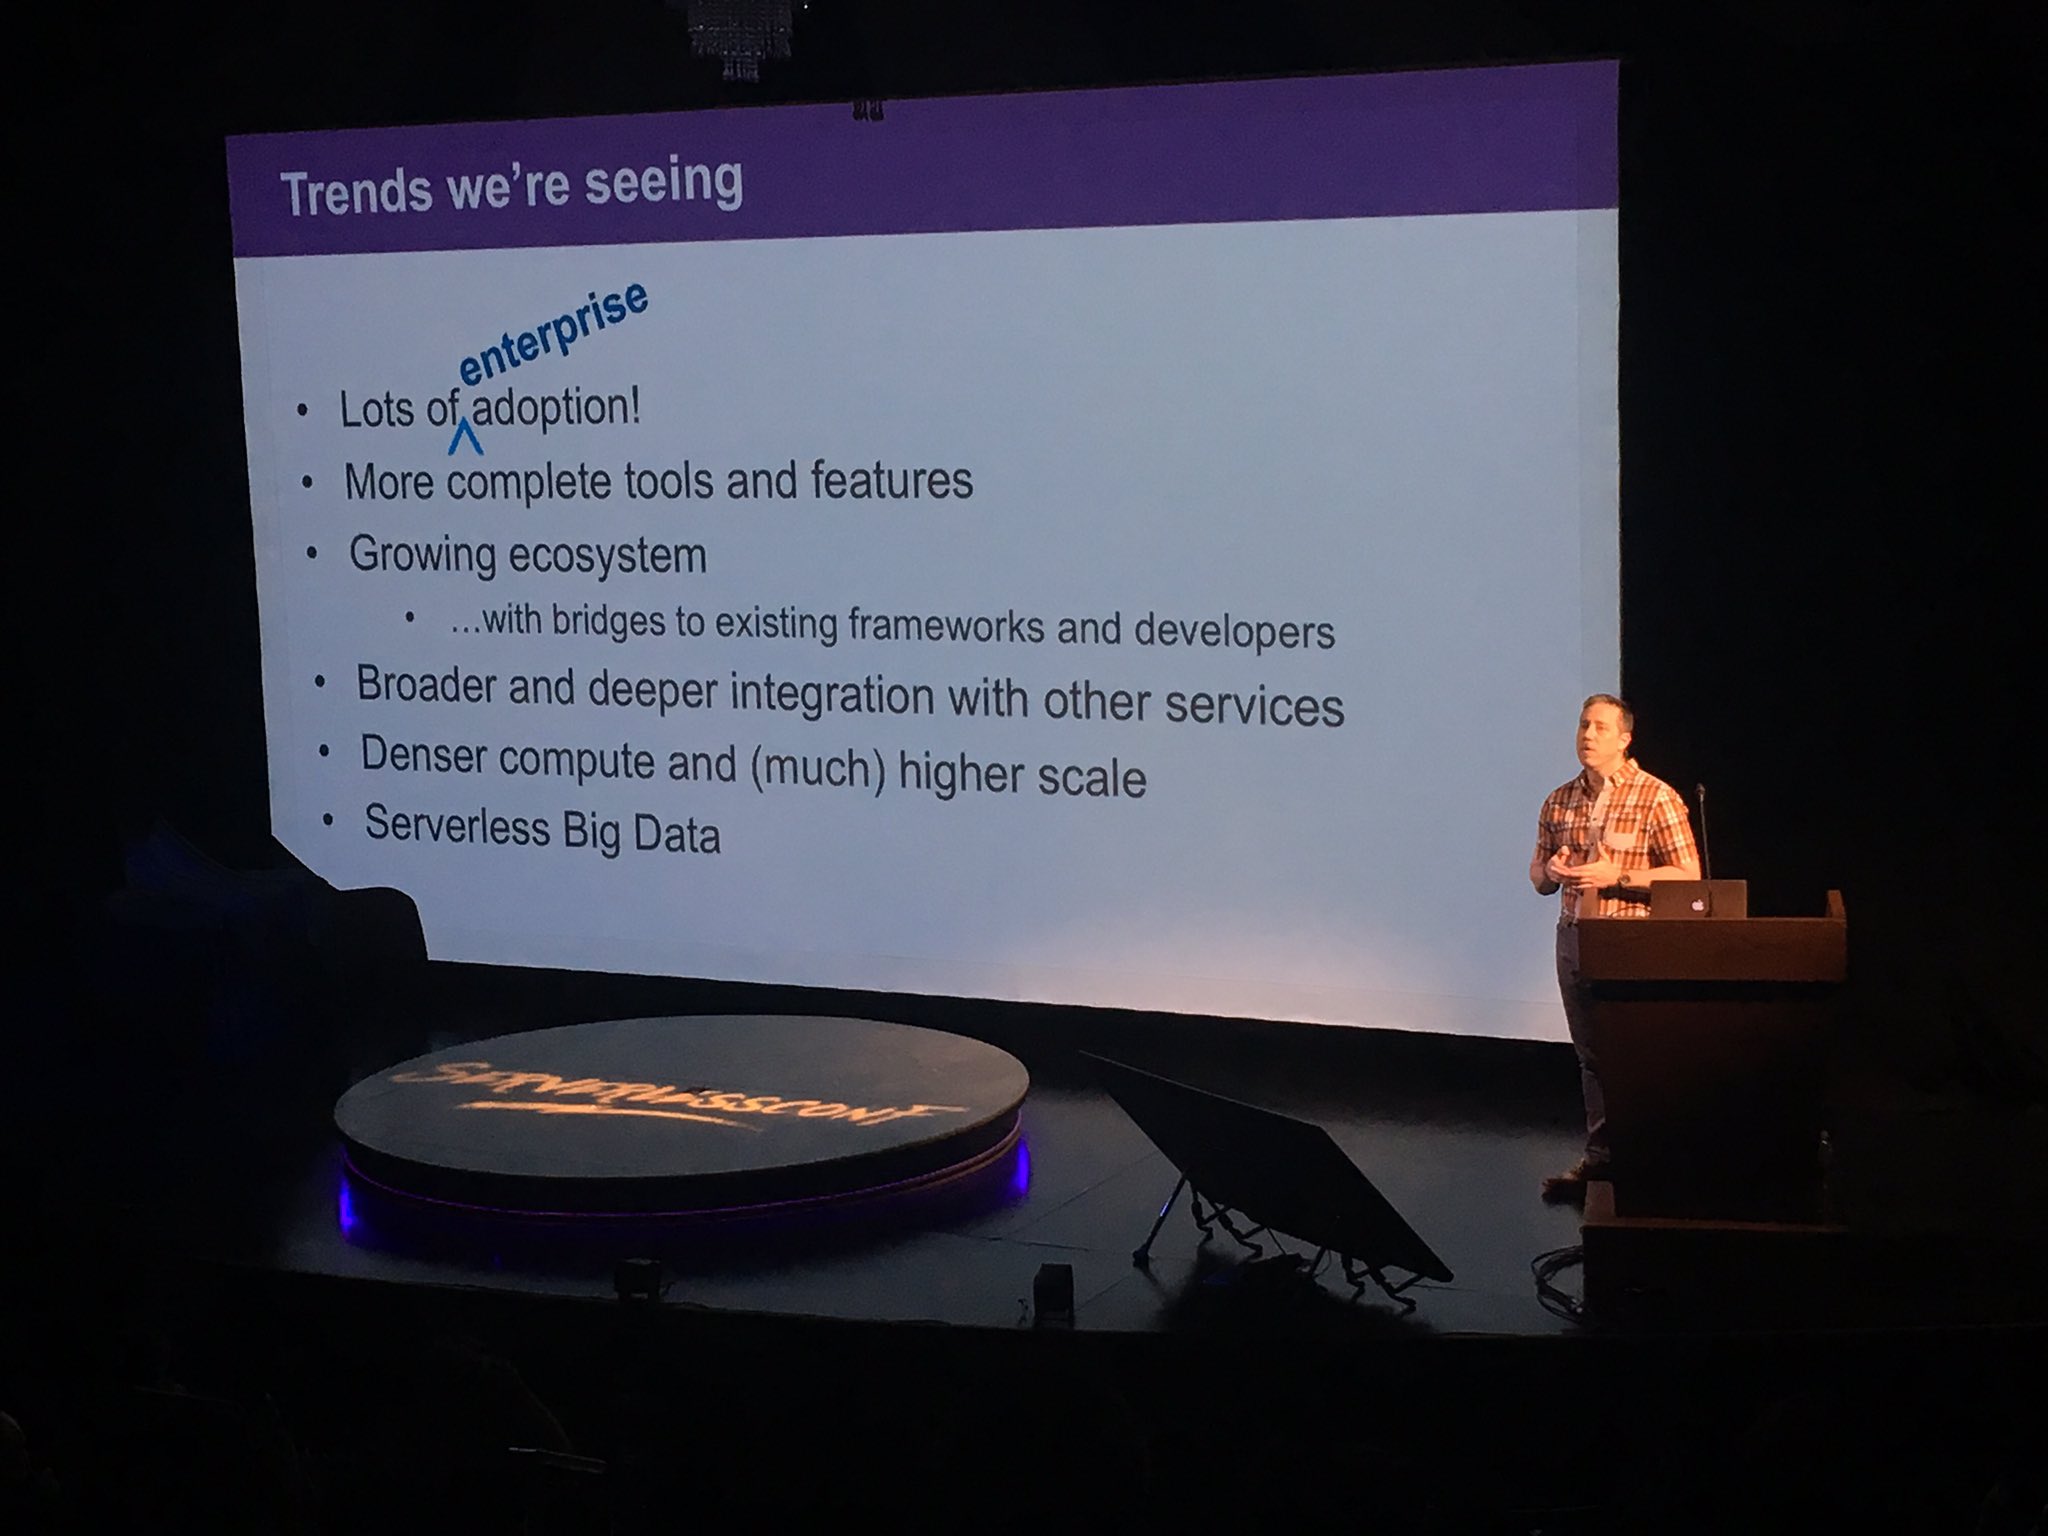 Trends we're seeing
enterprise
• Lots of adoption!
• More complete tools and features
• Growing ecosystem
• ...with bridges to existing frameworks and developers
• Broader and deeper integration with other services
• Denser compute and (much) higher scale
• Serverless Big Data
SERVERLESSCONF